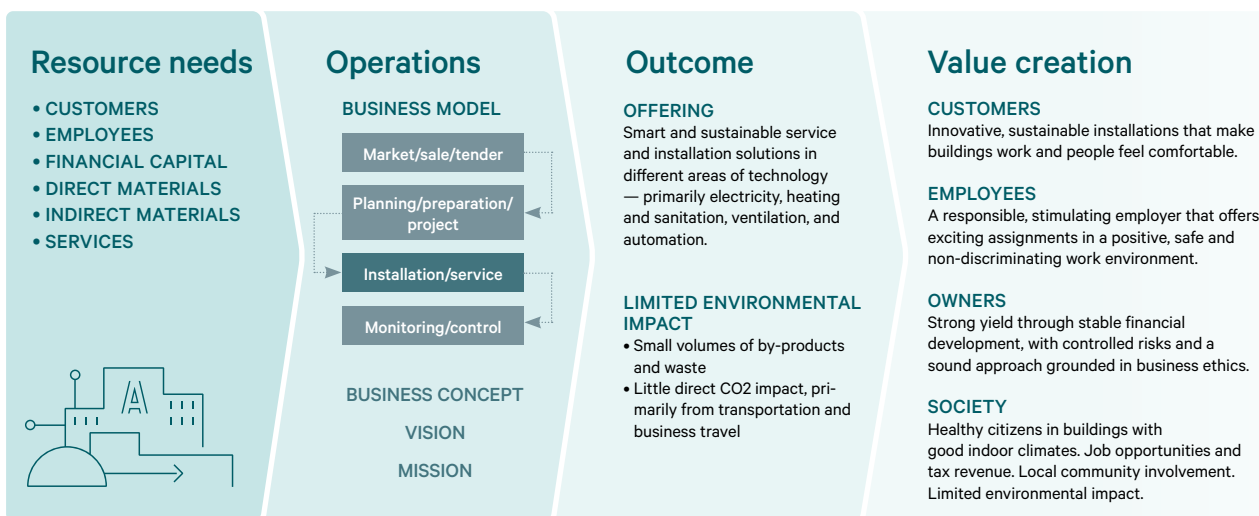 Resource needs
• CUSTOMERS
• EMPLOYEES
• FINANCIAL CAPITAL
• DIRECT MATERIALS
• INDIRECT MATERIALS
• SERVICES
A
Operations
BUSINESS MODEL
Market/sale/tender
Planning/preparation/
project
Installation/service
Monitoring/control
BUSINESS CONCEPT
VISION
MISSION
Outcome
OFFERING
Smart and sustainable service
and installation solutions in
different areas of technology
— primarily electricity, heating
and sanitation, ventilation, and
automation.
LIMITED ENVIRONMENTAL
IMPACT
• Small volumes of by-products
and waste
• Little direct CO2 impact, pri-
marily from transportation and
business travel
Value creation
CUSTOMERS
Innovative, sustainable installations that make
buildings work and people feel comfortable.
EMPLOYEES
A responsible, stimulating employer that offers
exciting assignments in a positive, safe and
non-discriminating work environment.
OWNERS
Strong yield through stable financial
development, with controlled risks and a
sound approach grounded in business ethics.
SOCIETY
Healthy citizens in buildings with
good indoor climates. Job opportunities and
tax revenue. Local community involvement.
Limited environmental impact.